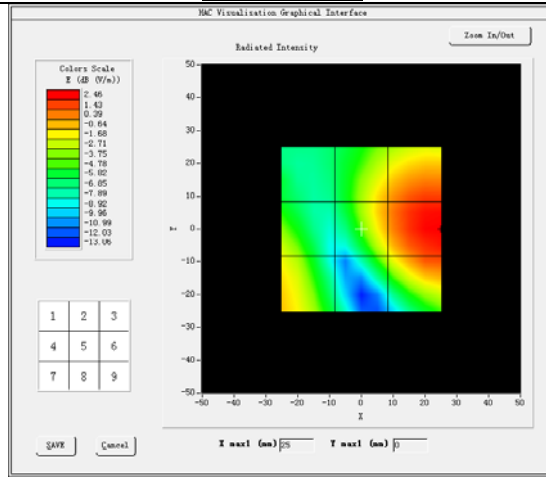 HAC Visualisation Graphical Interface
Zoom In/Out
Radiated Intensity
Colors Scale
E (dB (V/m))
2.46
1.43
0.39
-0.64
-1.68
-2.71
-3.75
-4.78
-5.82
-6.85
-7.89
-8.92
-9.96
-10.99
-12.03
-13.06
50
40
30
20
10
0
-10
-20
-30
-40
-50
Y
-50 -40 -30 -20 -10 0 10 20 30 40 50
X
1 2 3
4 5 6
7 8 9
SAVE
Cancel
X max1 (mm) 25
Y max1 (mm) 0